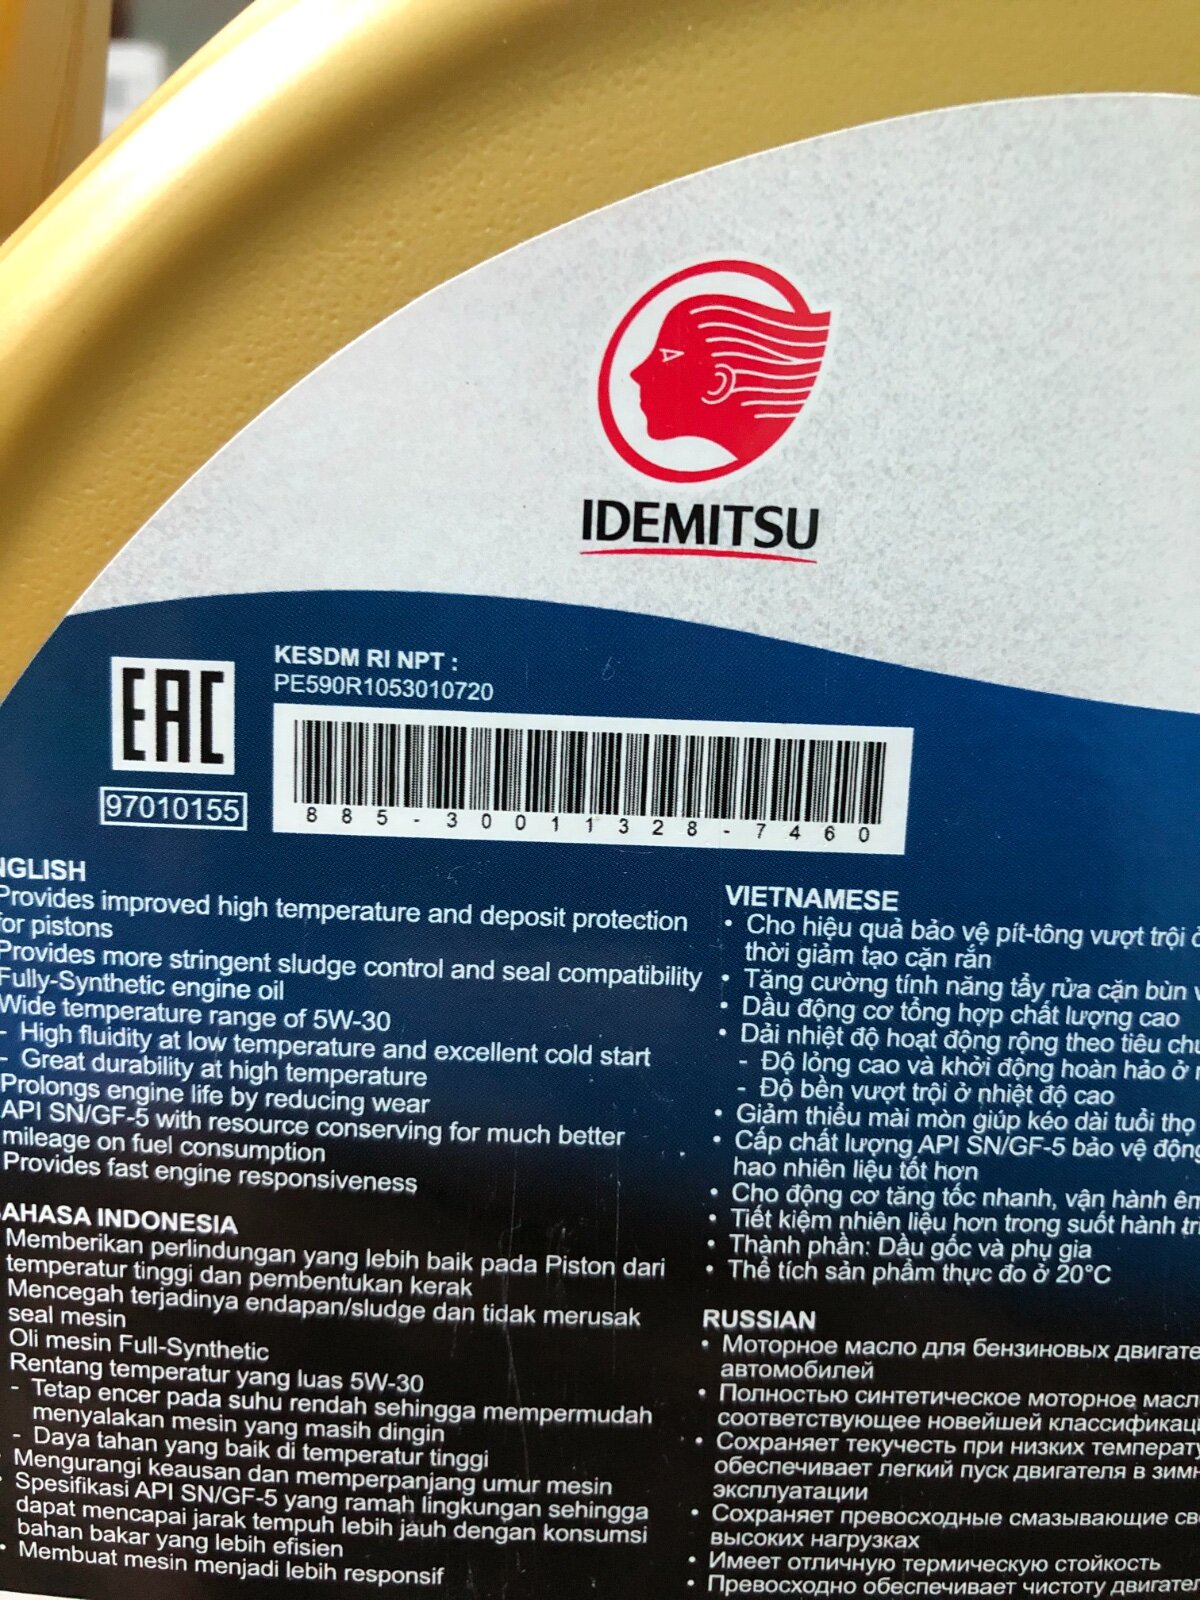 IDEMITSU
KESDM RI NPT :
PE590R1053010720
EAC
97010155
885-30011328-7460
NGLISH
Provides improved high temperature and deposit protection
for pistons
Provides more stringent sludge control and seal compatibility
Fully-Synthetic engine oil
Wide temperature range of 5W-30
- High fluidity at low temperature and excellent cold start
- Great durability at high temperature
Prolongs engine life by reducing wear
API SN/GF-5 with resource conserving for much better
mileage on fuel consumption
Provides fast engine responsiveness
AHASA INDONESIA
Memberikan perlindungan yang lebih baik pada Piston dari
temperatur tinggi dan pembentukan kerak
Mencegah terjadinya endapan/sludge dan tidak merusak
seal mesin
Oli mesin Full-Synthetic
Rentang temperatur yang luas 5W-30
- Tetap encer pada suhu rendah sehingga mempermudah
menyalakan mesin yang masih dingin
- Daya tahan yang baik di temperatur tinggi
Mengurangi keausan dan memperpanjang umur mesin
• Spesifikasi API SN/GF-5 yang ramah lingkungan sehingga
dapat mencapai jarak tempuh lebih jauh dengan konsumsi
bahan bakar yang lebih efisien
• Membuat mesin menjadi lebih responsif
VIETNAMESE
• Cho hiệu quả bảo vệ pít-tông vượt trội ở
thời giảm tạo cặn rắn
• Tăng cường tính năng tẩy rửa cặn bùn
• Dầu động cơ tổng hợp chất lượng cao
• Dải nhiệt độ hoạt động rộng theo tiêu
- Độ lỏng cao và khởi động hoàn hảo ở
- Độ bền vượt trội ở nhiệt độ cao
• Giảm thiểu mài mòn giúp kéo dài tuổi thọ
• Cấp chất lượng API SN/GF-5 bảo vệ động
hao nhiên liệu tốt hơn
• Cho động cơ tăng tốc nhanh, vận hành êm
• Tiết kiệm nhiên liệu hơn trong suốt hành
• Thành phần: Dầu gốc và phụ gia
• Thể tích sản phẩm thực đo ở 20°C
RUSSIAN
• Моторное масло для бензиновых двигате
автомобилей
• Полностью синтетическое моторное масл
соответствующее новейшей классификац
• Сохраняет текучесть при низких температу
обеспечивает легкий пуск двигателя в зимн
эксплуатации
• Сохраняет превосходные смазывающие св
высоких нагрузках
• Имеет отличную термическую стойкость
• Превосходно обеспечивает чистоту двигател